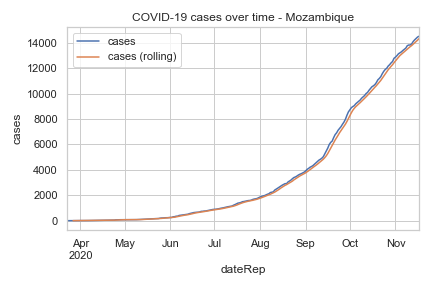 COVID-19 cases over time - Mozambique
cases
cases (rolling)
14000
12000
10000
8000
6000
4000
2000
0
cases
Apr May Jun Jul Aug Sep Oct Nov
2020
dateRep